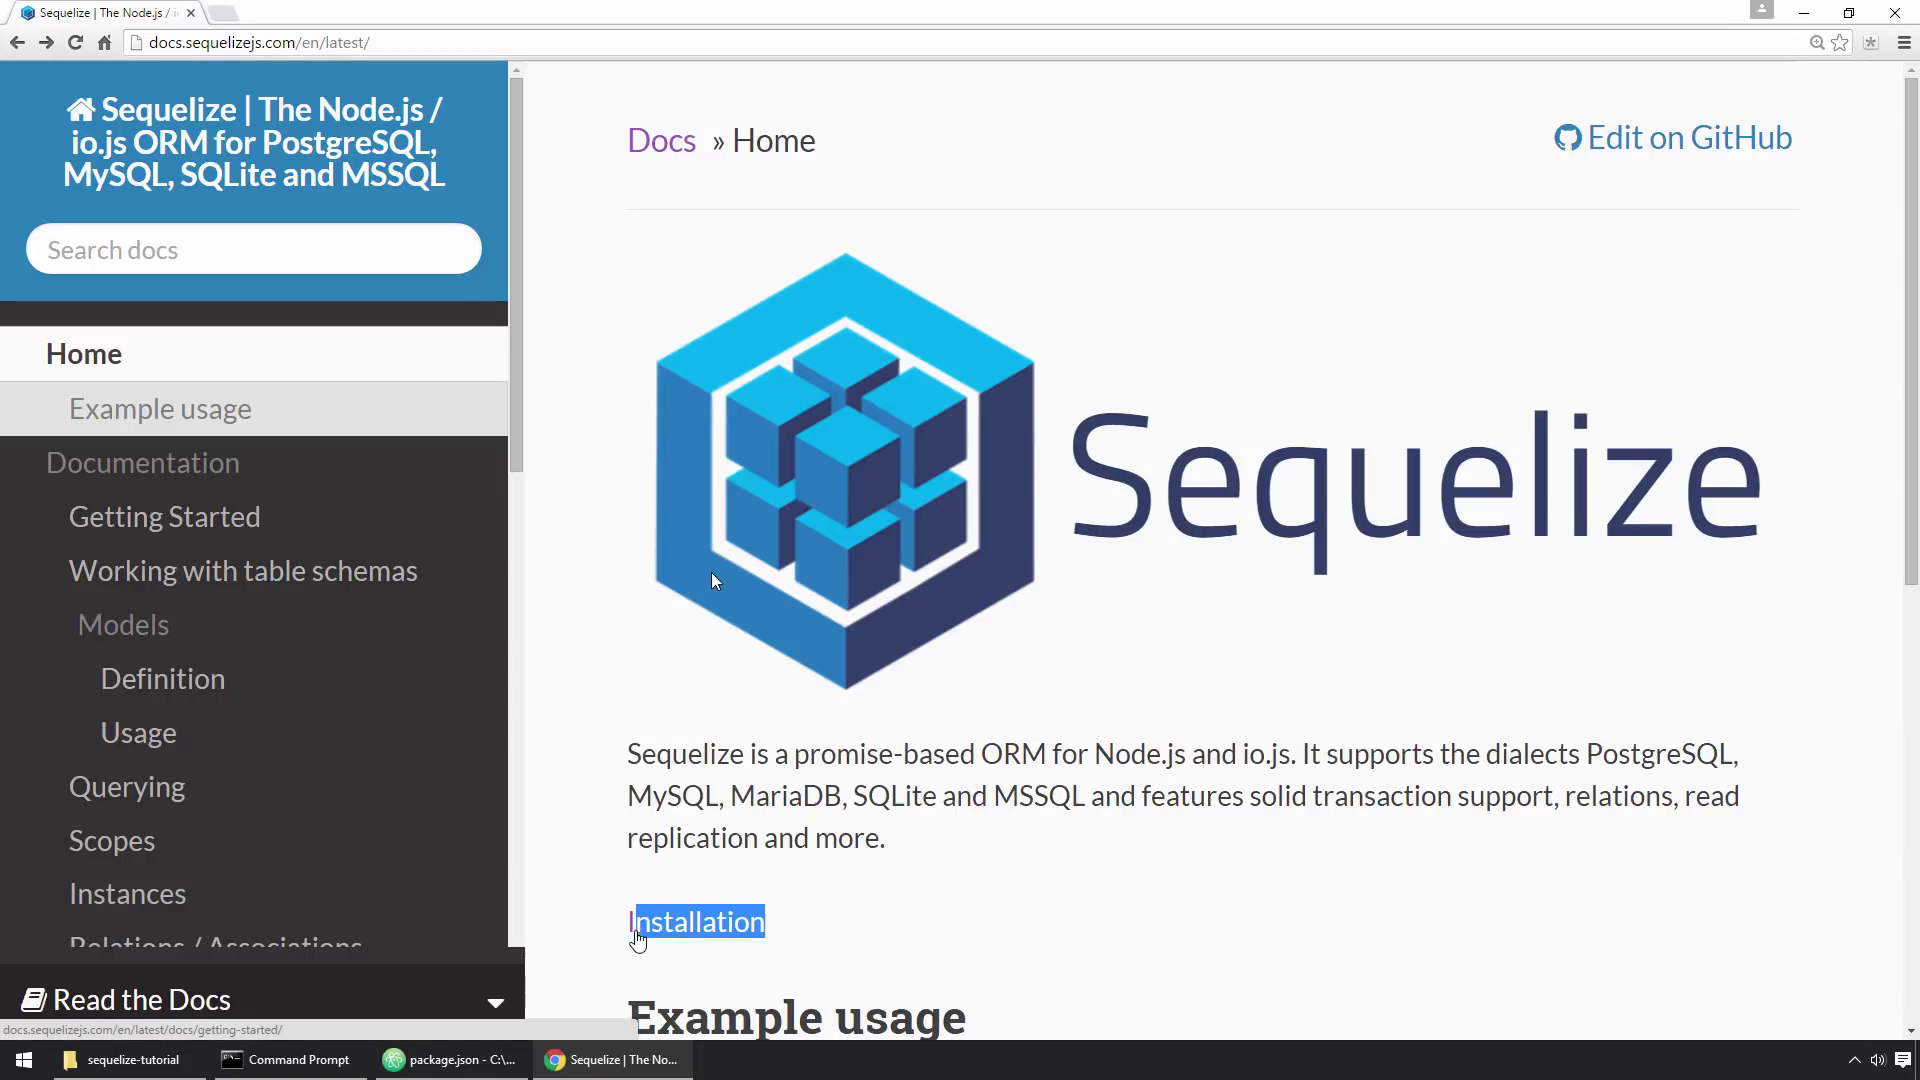 Sequelize | The Node.js / i
docs.sequelizejs.com/en/latest/
Sequelize | The Node.js /
io.js ORM for PostgreSQL,
MySQL, SQLite and MSSQL
Search docs
Home
Example usage
Documentation
Getting Started
Working with table schemas
Models
Definition
Usage
Querying
Scopes
Instances
Relations / Associations
Read the Docs
docs.sequelizejs.com/en/latest/docs/getting-started/
Docs » Home
Edit on GitHub
Sequelize
Sequelize is a promise-based ORM for Node.js and io.js. It supports the dialects PostgreSQL,
MySQL, MariaDB, SQLite and MSSQL and features solid transaction support, relations, read
replication and more.
Installation
Example usage
sequelize-tutorial
Command Prompt
package.json - C:\...
Sequelize | The No...